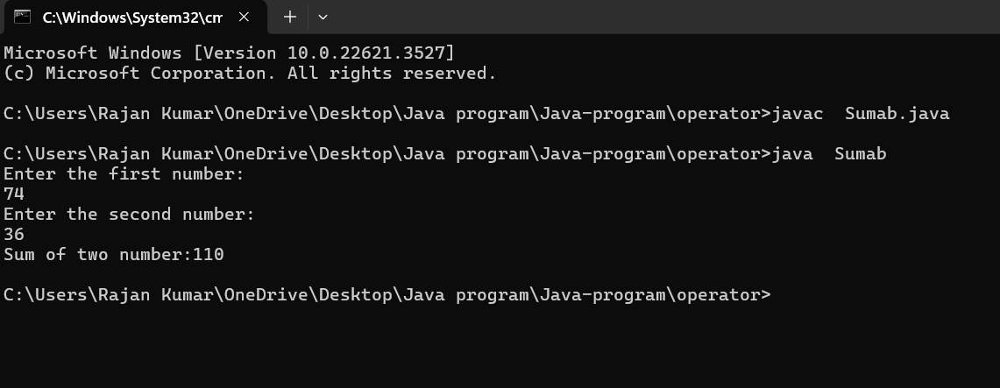 C:\Windows\System32\cm
Microsoft Windows [Version 10.0.22621.3527]
(c) Microsoft Corporation. All rights reserved.
C:\Users\Rajan Kumar\OneDrive\Desktop\Java program\Java-program\operator>javac  Sumab.java
C:\Users\Rajan Kumar\OneDrive\Desktop\Java program\Java-program\operator>java  Sumab
Enter the first number:
74
Enter the second number:
36
Sum of two number:110
C:\Users\Rajan Kumar\OneDrive\Desktop\Java program\Java-program\operator>